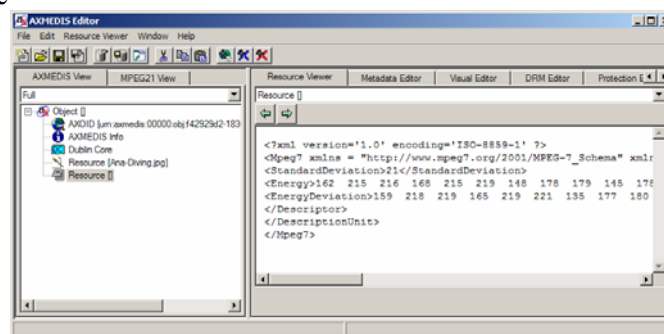 AXMEDIS Editor
File Edit Resource Viewer Window Help
AXMEDIS View MPEG21 View
Resource Viewer Metadata Editor Visual Editor DRM Editor Protection E
Full
Resource []
Object []
AXOID [urn:axmedis:00000:obj:f42929d2-183
AXMEDIS Info
Dublin Core
Resource [Ana-Diving.jpg]
Resource []
<?xml version='1.0' encoding='ISO-8859-1' ?>
<Mpeg7 xmlns = "http://www.mpeg7.org/2001/MPEG-7_Schema" xmlr
<StandardDeviation>21</StandardDeviation>
<Energy>162 215 216 168 215 219 148 178 179 145 178
<EnergyDeviation>159 218 219 165 219 221 135 177 180
</Descriptor>
</DescriptionUnit>
</Mpeg7>